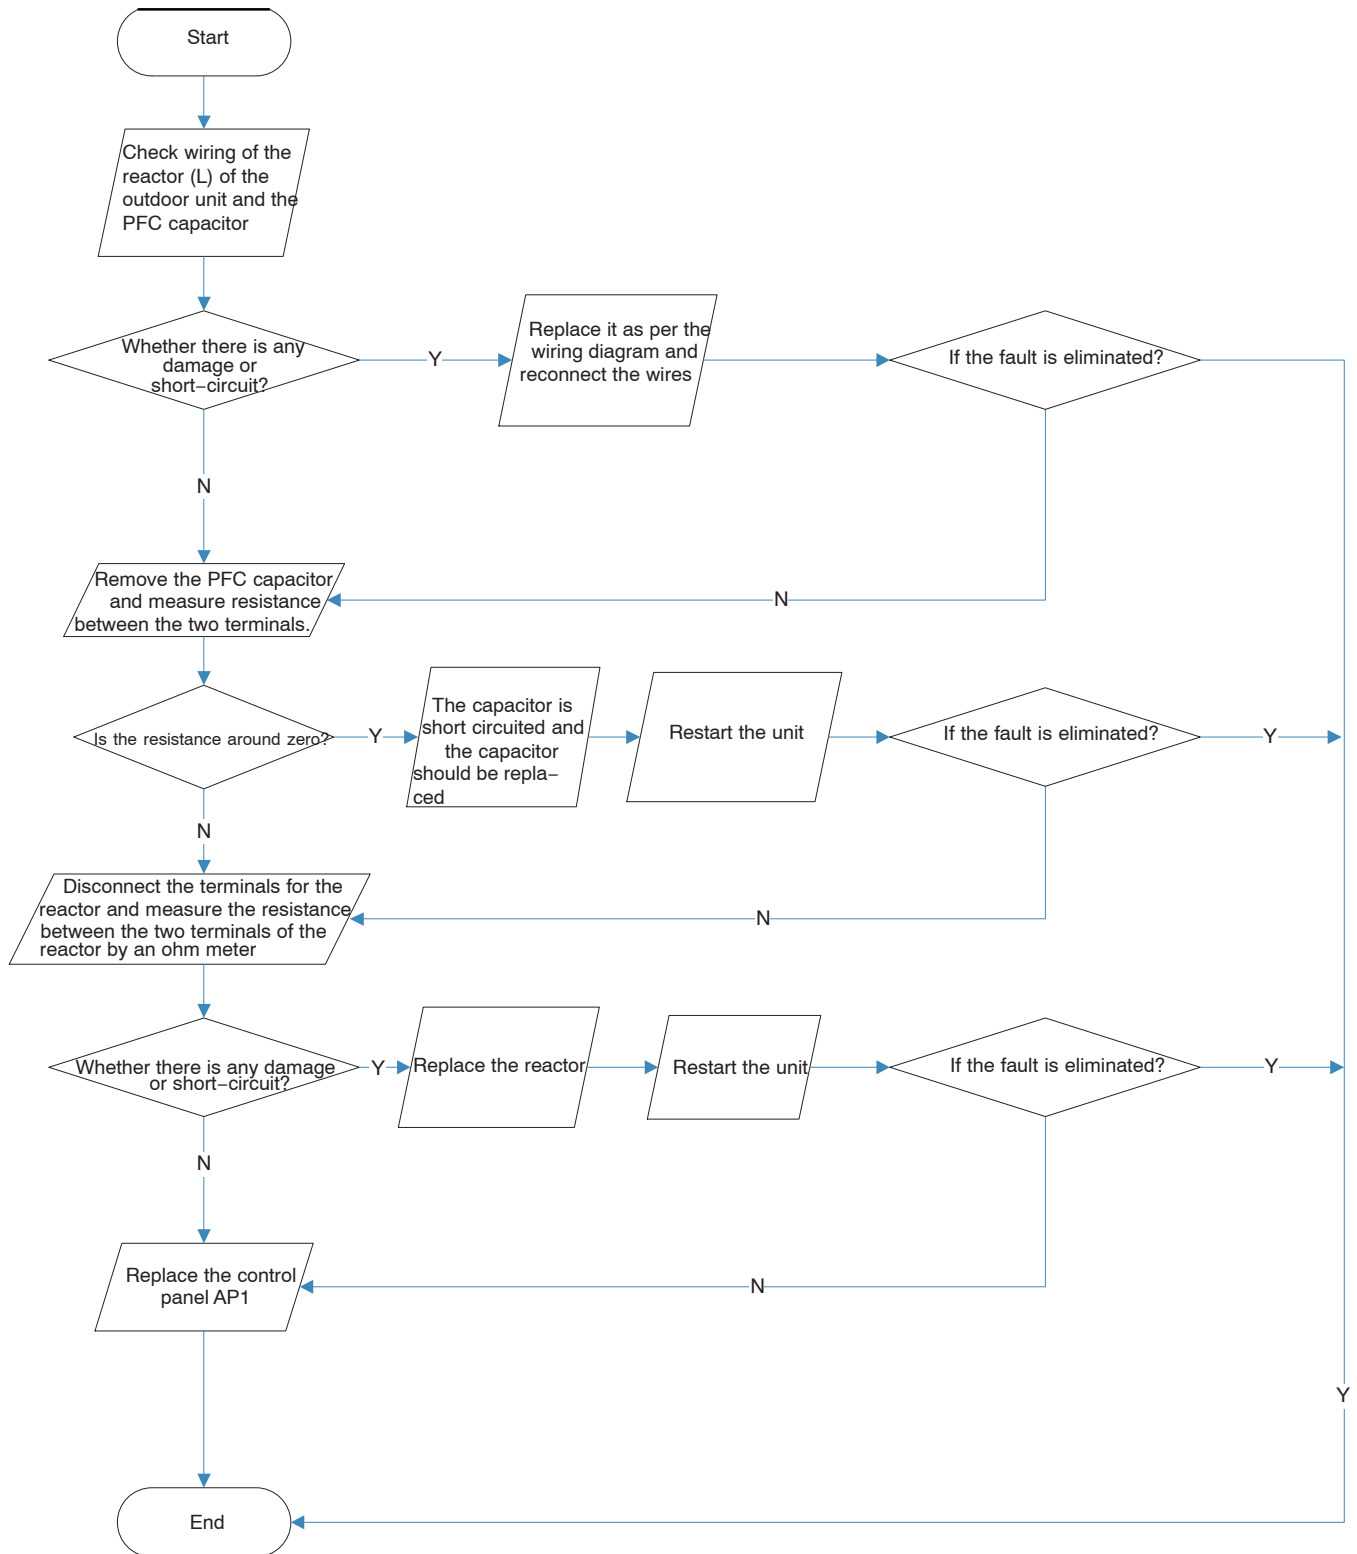 Start
Check wiring of the
reactor (L) of the
outdoor unit and the
PFC capacitor
Whether there is any
damage or
short−circuit?
Y
Replace it as per the
wiring diagram and
reconnect the wires
If the fault is eliminated?
N
Remove the PFC capacitor
and measure resistance
between the two terminals.
N
Is the resistance around zero?
Y
The capacitor is
short circuited and
the capacitor
should be repla−
ced
Restart the unit
If the fault is eliminated?
Y
N
Disconnect the terminals for the
reactor and measure the resistance
between the two terminals of the
reactor by an ohm meter
N
Whether there is any damage
or short−circuit?
Y
Replace the reactor
Restart the unit
If the fault is eliminated?
Y
N
Replace the control
panel AP1
N
Y
End